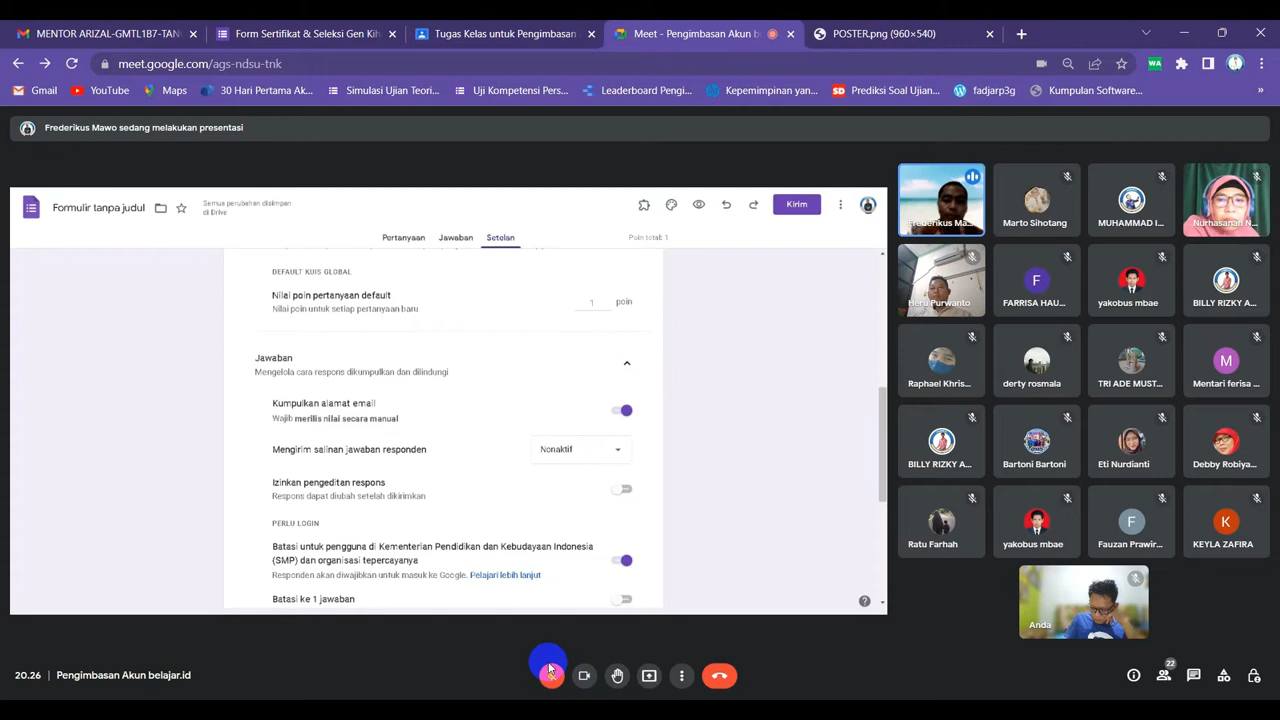 MENTOR ARIZAL-GMTL1B7-TAN
Form Sertifikat & Seleksi Gen Kih
Tugas Kelas untuk Pengimbasan
Meet - Pengimbasan Akun b
POSTER.png (960×540)
meet.google.com/ags-ndsu-tnk
WA
Gmail
YouTube
Maps
30 Hari Pertama Ak...
Simulasi Ujian Teori...
Uji Kompetensi Pers...
Leaderboard Pengi...
Kepemimpinan yan...
SD
Prediksi Soal Ujian...
fadjarp3g
Kumpulan Software...
»
Frederikus Mawo sedang melakukan presentasi
Formulir tanpa judul
Semua perubahan disimpan
di Drive
Kirim
Pertanyaan
Jawaban
Setelan
Poin total: 1
DEFAULT KUIS GLOBAL
Nilai poin pertanyaan default
Nilai poin untuk setiap pertanyaan baru
1
poin
Jawaban
Mengelola cara respons dikumpulkan dan dilindungi
Kumpulkan alamat email
Wajib merilis nilai secara manual
Mengirim salinan jawaban responden
Nonaktif
Izinkan pengeditan respons
Respons dapat diubah setelah dikirimkan
PERLU LOGIN
Batasi untuk pengguna di Kementerian Pendidikan dan Kebudayaan Indonesia
(SMP) dan organisasi tepercayanya
Responden akan diwajibkan untuk masuk ke Google. Pelajari lebih lanjut
Batasi ke 1 jawaban
Frederikus Ma...
Marto Sihotang
MUHAMMAD I...
Nurhasanah N...
Heru Purwanto
F
FARRISA HAU...
yakobus mbae
BILLY RIZKY A...
Raphael Khris...
derty rosmala
TRI ADE MUST...
M
Mentari ferisa ...
BILLY RIZKY A...
Bartoni Bartoni
Eti Nurdianti
Debby Robiya...
Ratu Farhah
yakobus mbae
F
Fauzan Prawir...
K
KEYLA ZAFIRA
Anda
20.26
Pengimbasan Akun belajar.id
22